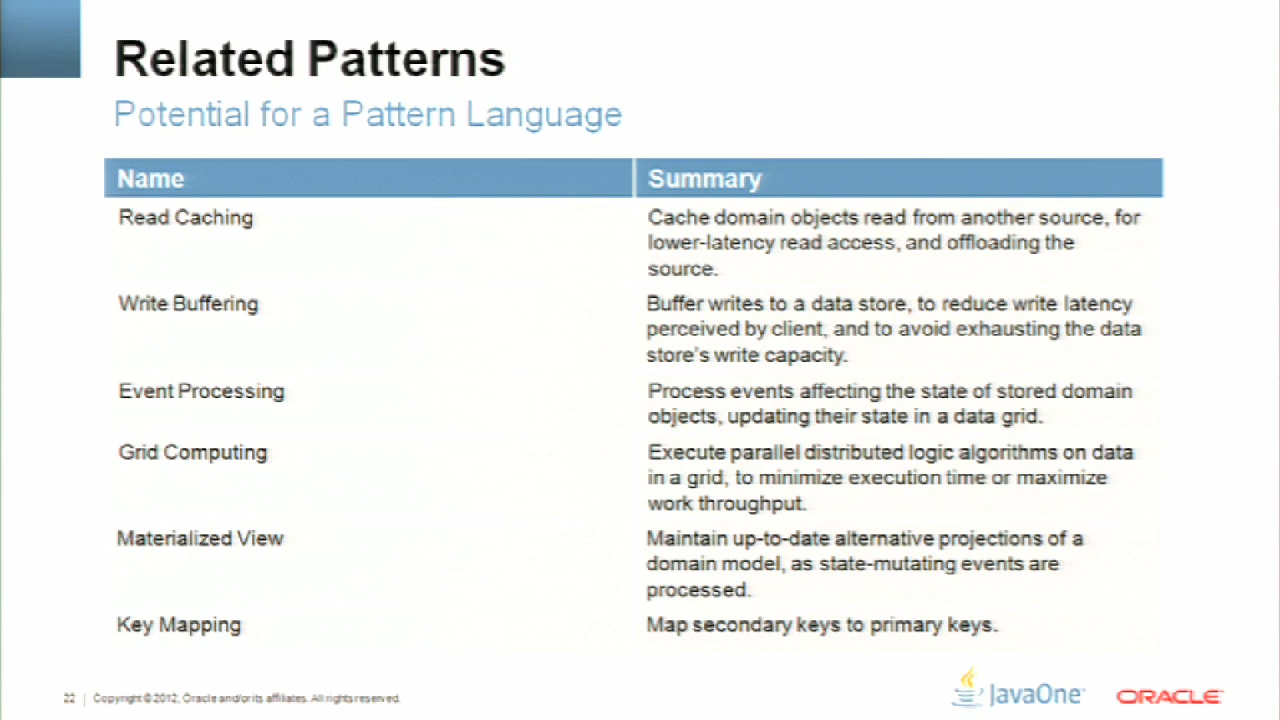 Related Patterns
Potential for a Pattern Language
Name
Summary
Read Caching
Cache domain objects read from another source, for
lower-latency read access, and offloading the
source.
Write Buffering
Buffer writes to a data store, to reduce write latency
perceived by client, and to avoid exhausting the data
store's write capacity.
Event Processing
Process events affecting the state of stored domain
objects, updating their state in a data grid.
Grid Computing
Execute parallel distributed logic algorithms on data
in a grid, to minimize execution time or maximize
work throughput.
Materialized View
Maintain up-to-date alternative projections of a
domain model, as state-mutating events are
processed.
Key Mapping
Map secondary keys to primary keys.
22 | Copyright © 2012, Oracle and/or its affiliates. All rights reserved.
JavaOne
ORACLE